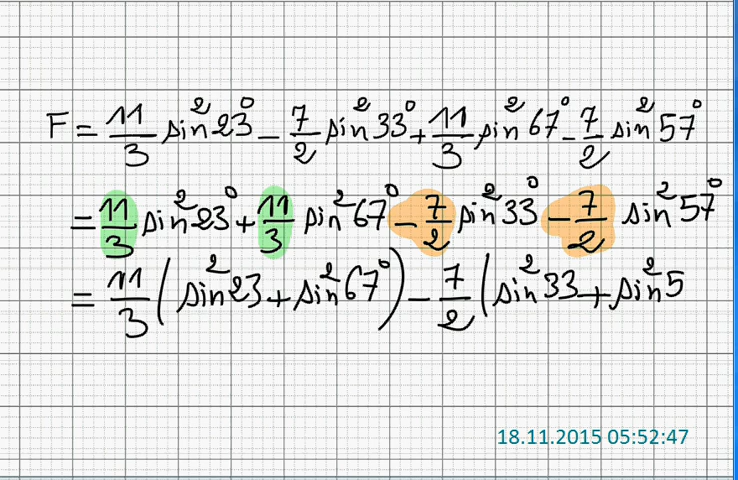 F = 11/3 sin²23° - 7/2 sin²33° + 11/3 sin²67° - 7/2 sin²57°
= 11/3 sin²23° + 11/3 sin²67° - 7/2 sin²33° - 7/2 sin²57°
= 11/3 (sin²23 + sin²67°) - 7/2 (sin²33 + sin²5
18.11.2015 05:52:47